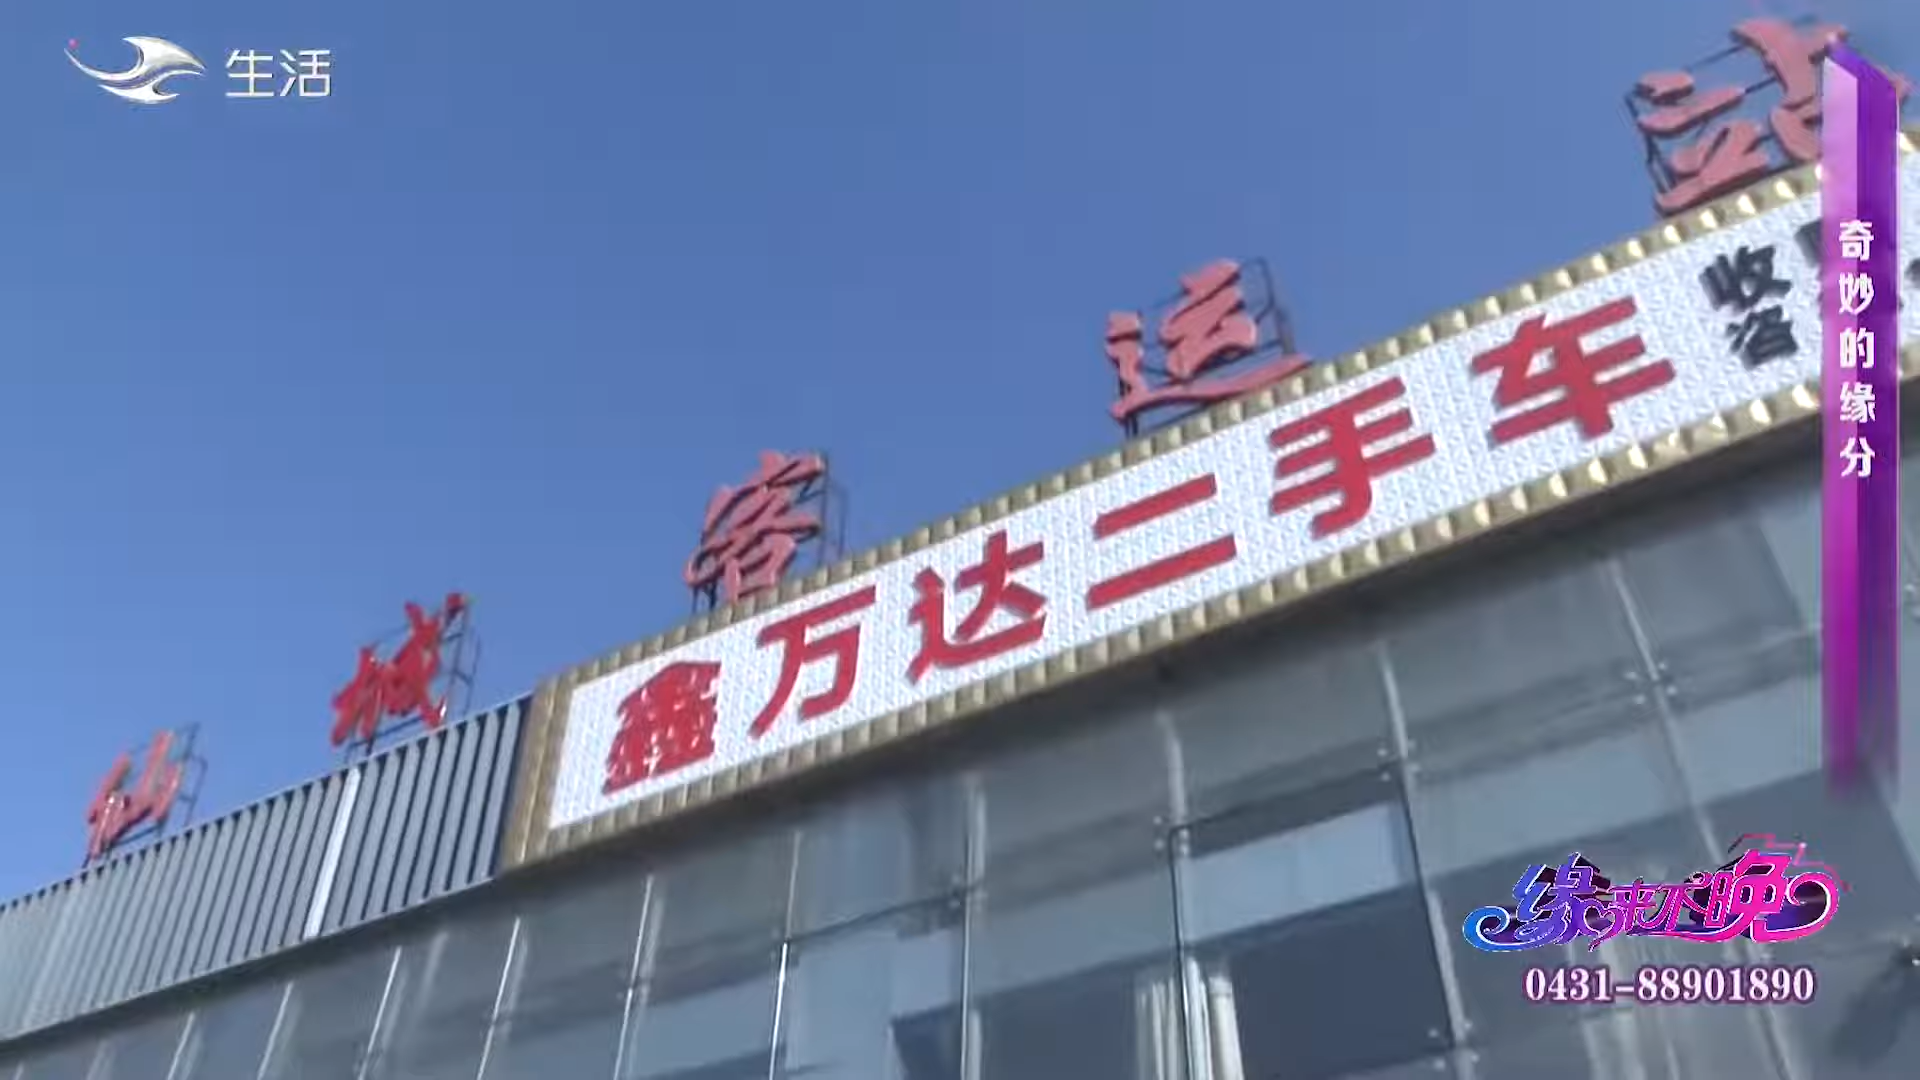 生活
仙城客运站
鑫万达二手车
收
咨
奇妙的缘分
缘来不晚
0431-88901890